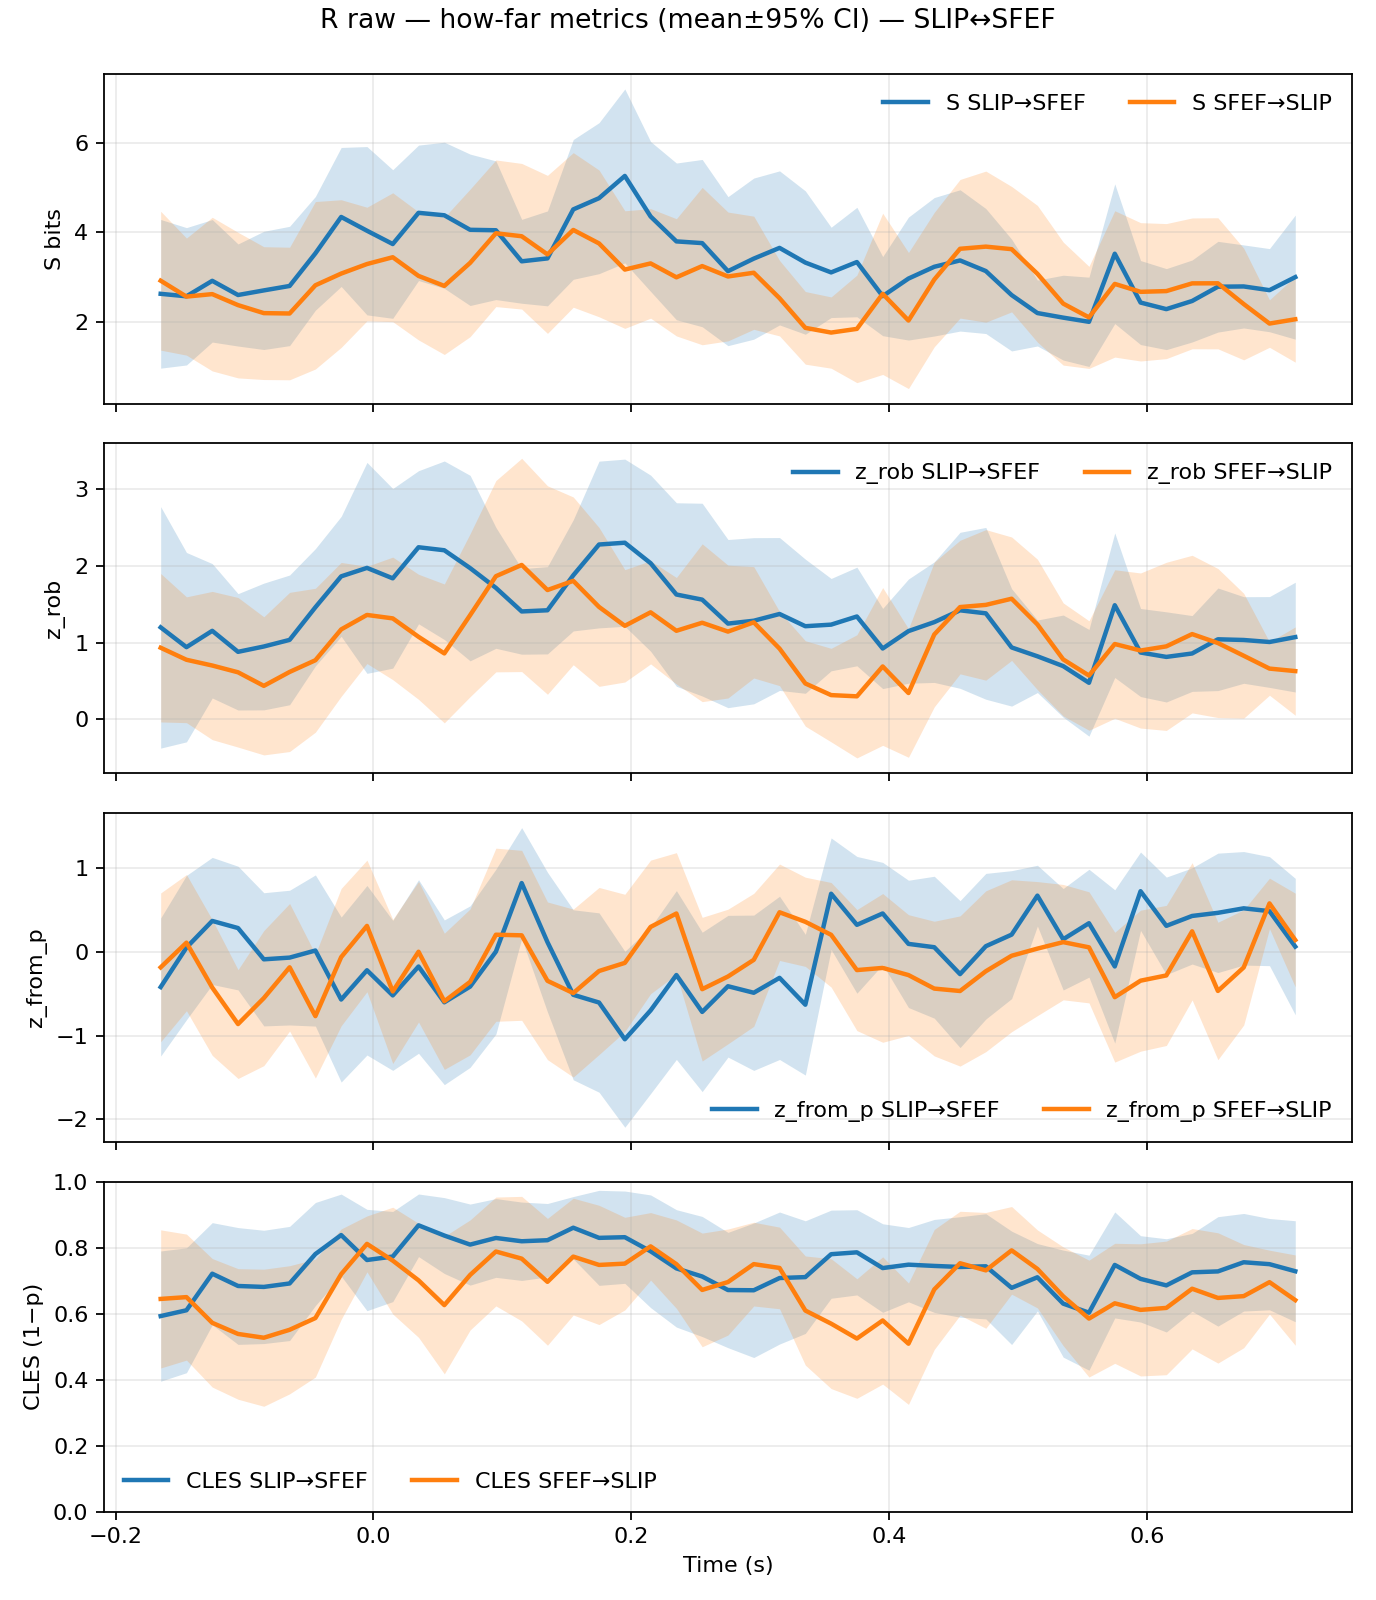 R raw — how-far metrics (mean±95% CI) — SLIP↔SFEF
S SLIP→SFEF S SFEF→SLIP
6
4
2
S bits
z_rob SLIP→SFEF z_rob SFEF→SLIP
3
2
1
0
z_rob
1
0
−1
−2
z_from_p
z_from_p SLIP→SFEF z_from_p SFEF→SLIP
1.0
0.8
0.6
0.4
0.2
0.0
CLES (1−p)
CLES SLIP→SFEF CLES SFEF→SLIP
−0.2 0.0 0.2 0.4 0.6
Time (s)